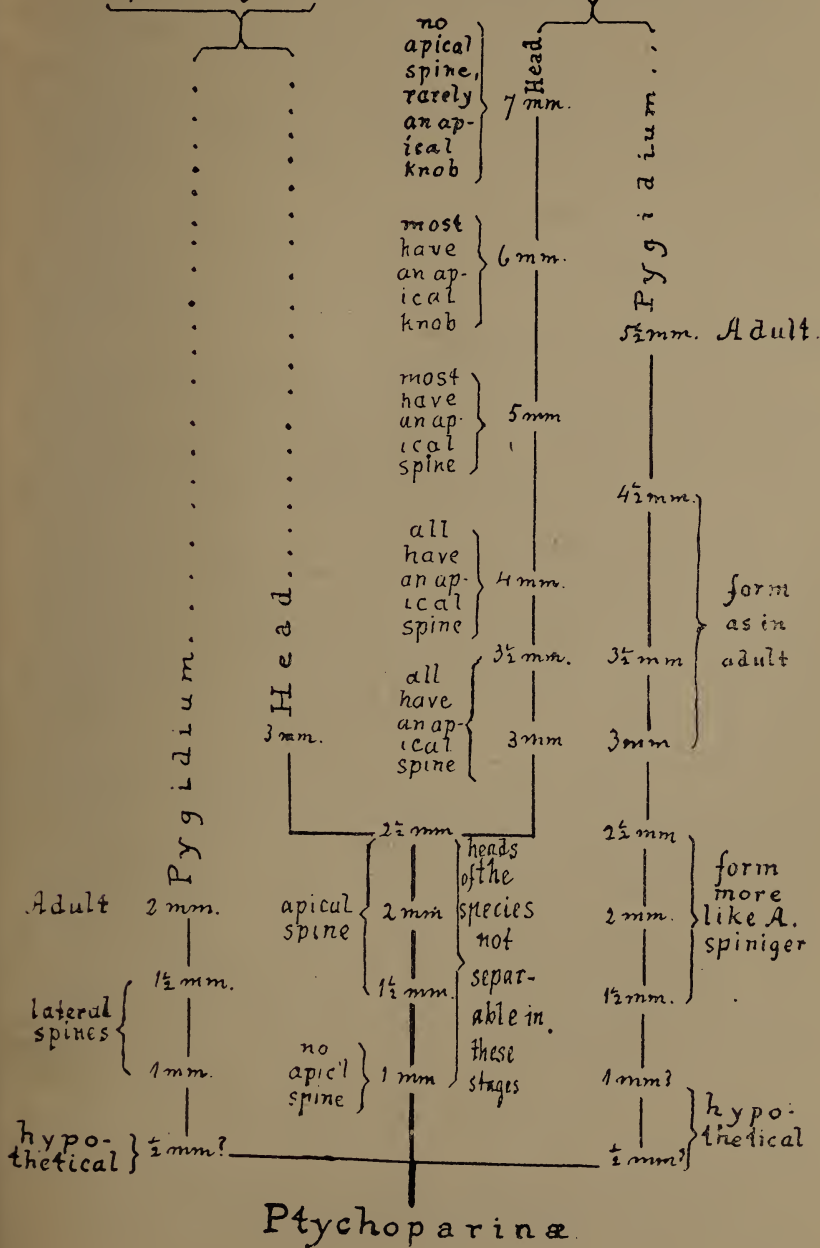 no
apical
spine,
rarely
an ap-
ical
knob
Head
7 mm.
Pygidium...
most
have
an ap-
ical
knob
6 mm.
5½ mm. Adult.
most
have
an ap-
ical
spine
5 mm
4½ mm.
all
have
an ap-
ical
spine
4 mm.
form
as in
adult
3½ mm.
3½ mm
all
have
an ap-
ical
spine
3 mm
3mm
Pygidium...
Head...
3 mm.
2½ mm
2½ mm
heads
of the
species
not
separ-
able in
these
stages
apical
spine
2 mm
1½ mm.
no
apic'l
spine
1 mm
form
more
like A.
spiniger
2 mm.
1½ mm.
1 mm?
hypo-
thetical
½ mm?
Adult 2 mm.
lateral
spines
1½ mm.
1 mm.
hypo-
thetical
½ mm?
Ptychoparinæ